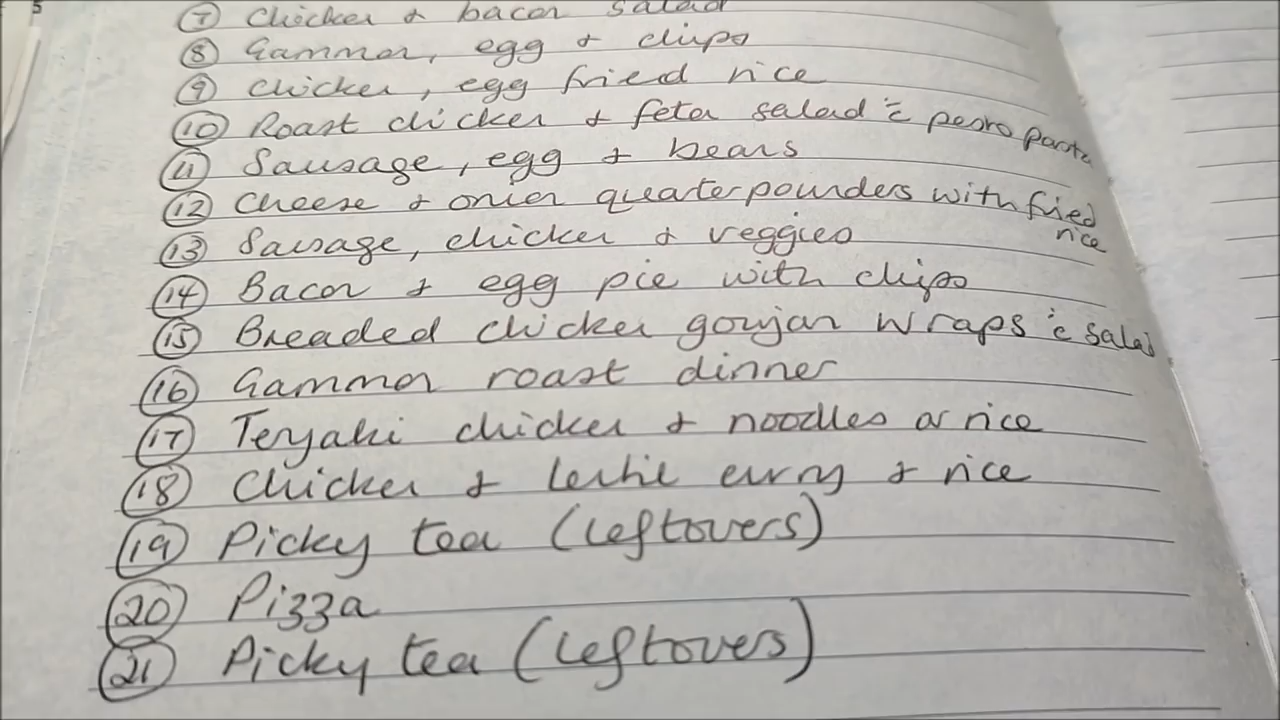 5
7 Chicken & bacon salad
8 Gammon, egg & chips
9 Chicken, egg fried rice
10 Roast chicken & feta salad c̄ pesto pasta
11 Sausage, egg & beans
12 Cheese & onion quarterpounders with fried
rice
13 Sausage, chicken & veggies
14 Bacon & egg pie with chips
15 Breaded chicken goujan wraps c̄ salad
16 Gammon roast dinner
17 Teryaki chicken & noodles or rice
18 Chicken & lentil curry & rice
19 Picky tea (leftovers)
20 Pizza
21 Picky tea (leftovers)